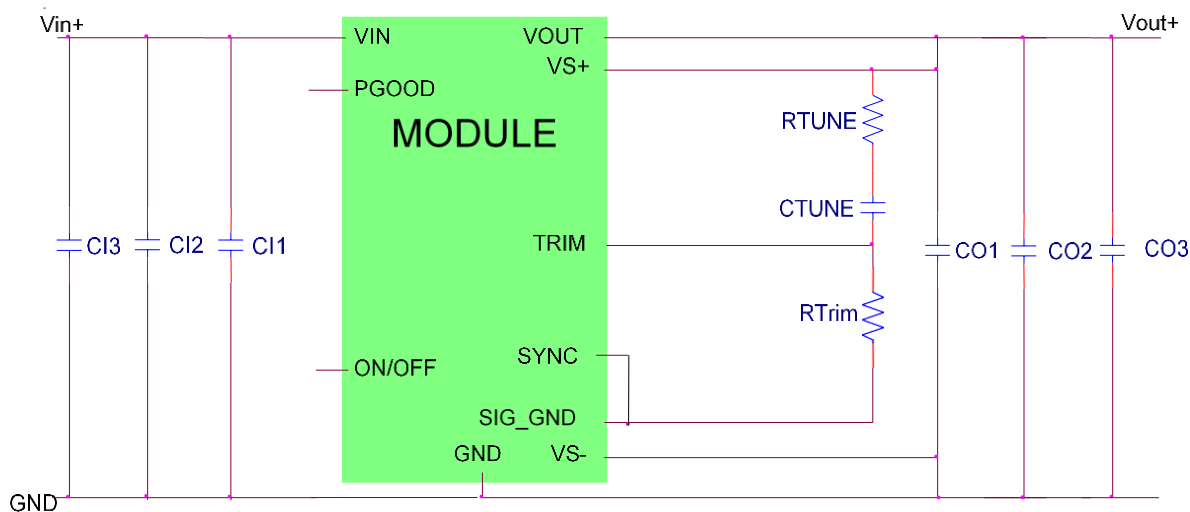 Vin+
VIN
VOUT
Vout+
VS+
PGOOD
MODULE
RTUNE
CTUNE
TRIM
CI3
CI2
CI1
CO1
CO2
CO3
RTrim
SYNC
ON/OFF
SIG_GND
GND
VS-
GND